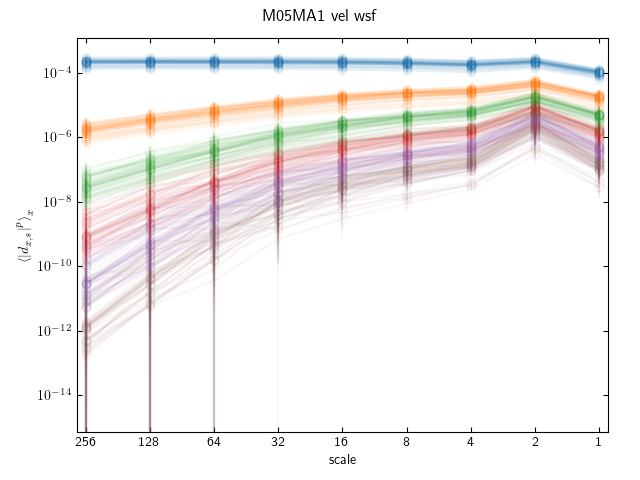 M05MA1 vel wsf
10⁻⁴
10⁻⁶
10⁻⁸
10⁻¹⁰
10⁻¹²
10⁻¹⁴
⟨|d_{x,s}|^p⟩_x
256 128 64 32 16 8 4 2 1
scale